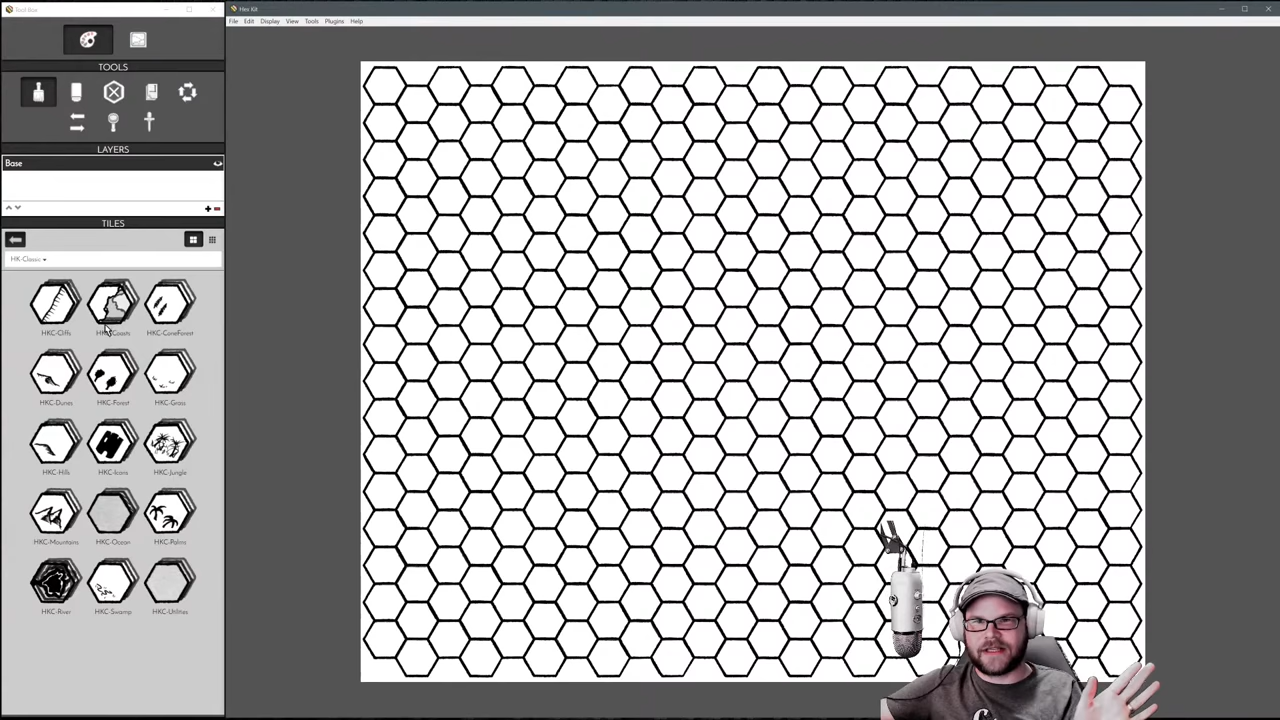 Tool Box
Hex Kit
File Edit Display View Tools Plugins Help
TOOLS
LAYERS
Base
TILES
HK-Classic
HKC-Cliffs HKC-Coasts HKC-ConeForest
HKC-Dunes HKC-Forest HKC-Grass
HKC-Hills HKC-Icons HKC-Jungle
HKC-Mountains HKC-Ocean HKC-Palms
HKC-River HKC-Swamp HKC-Utilities